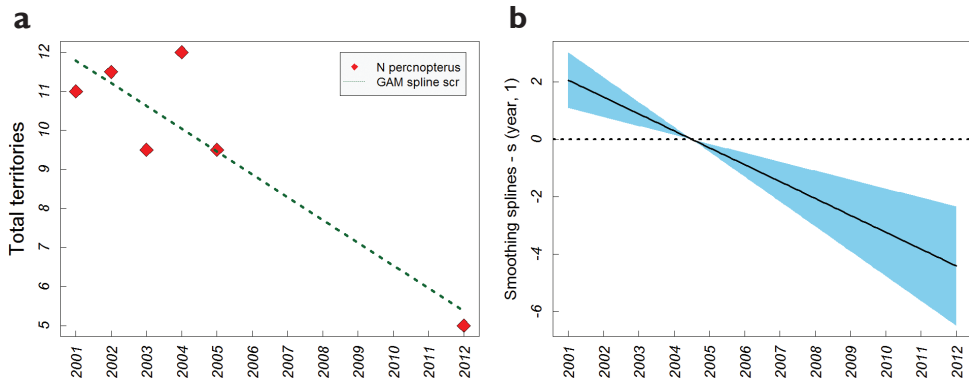 a
Total territories
12
11
10
9
8
7
6
5
N percnopterus
GAM spline scr
2001 2002 2003 2004 2005 2006 2007 2008 2009 2010 2011 2012
b
Smoothing splines - s (year, 1)
2
0
-2
-4
-6
2001 2002 2003 2004 2005 2006 2007 2008 2009 2010 2011 2012